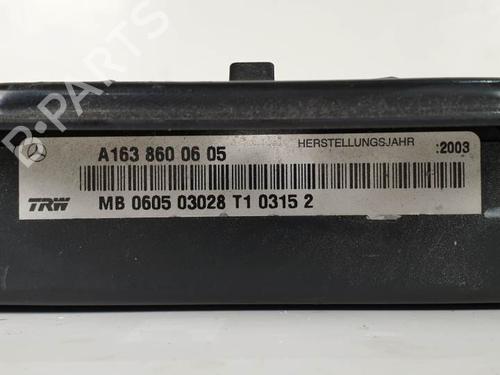 B-PARTS
A163 860 06 05 HERSTELLUNGSJAHR :2003
TRW MB 0605 03028 T1 0315 2